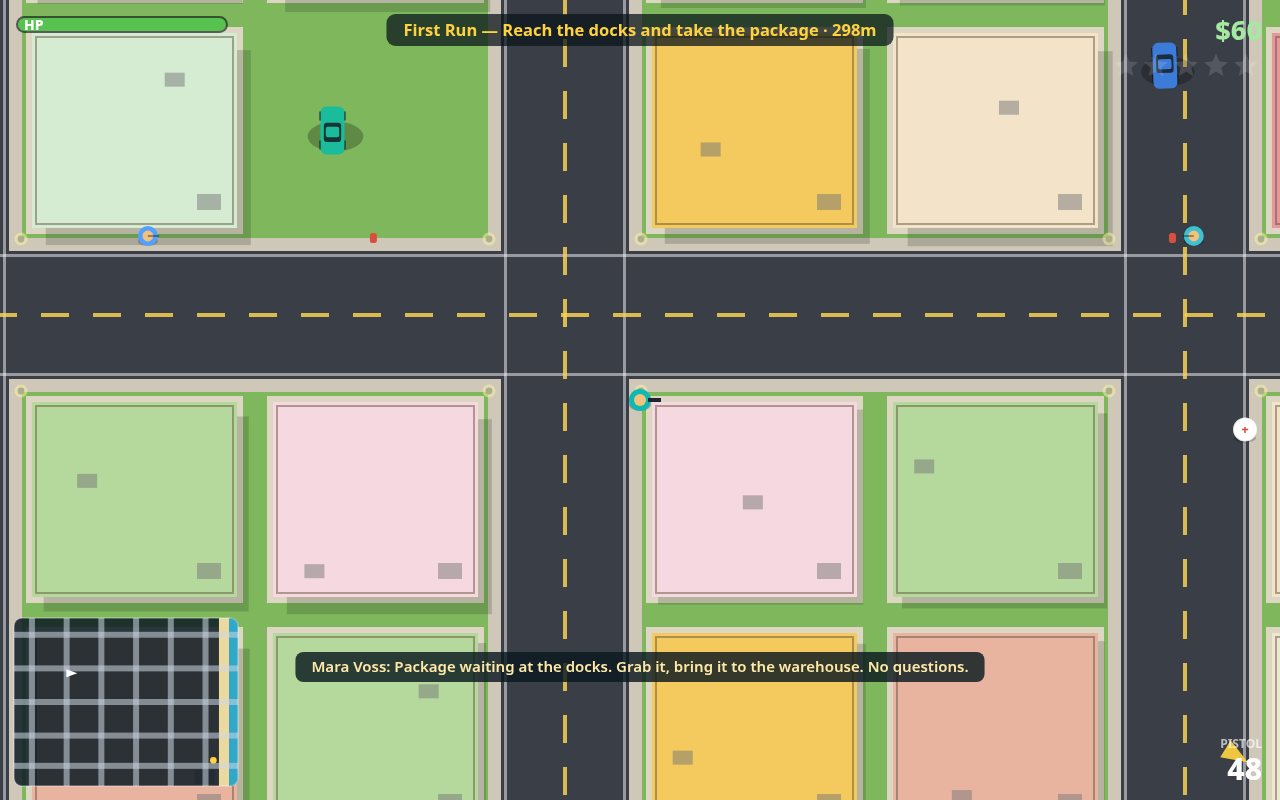 HP
First Run — Reach the docks and take the package · 298m
$60
Mara Voss: Package waiting at the docks. Grab it, bring it to the warehouse. No questions.
PISTOL
48